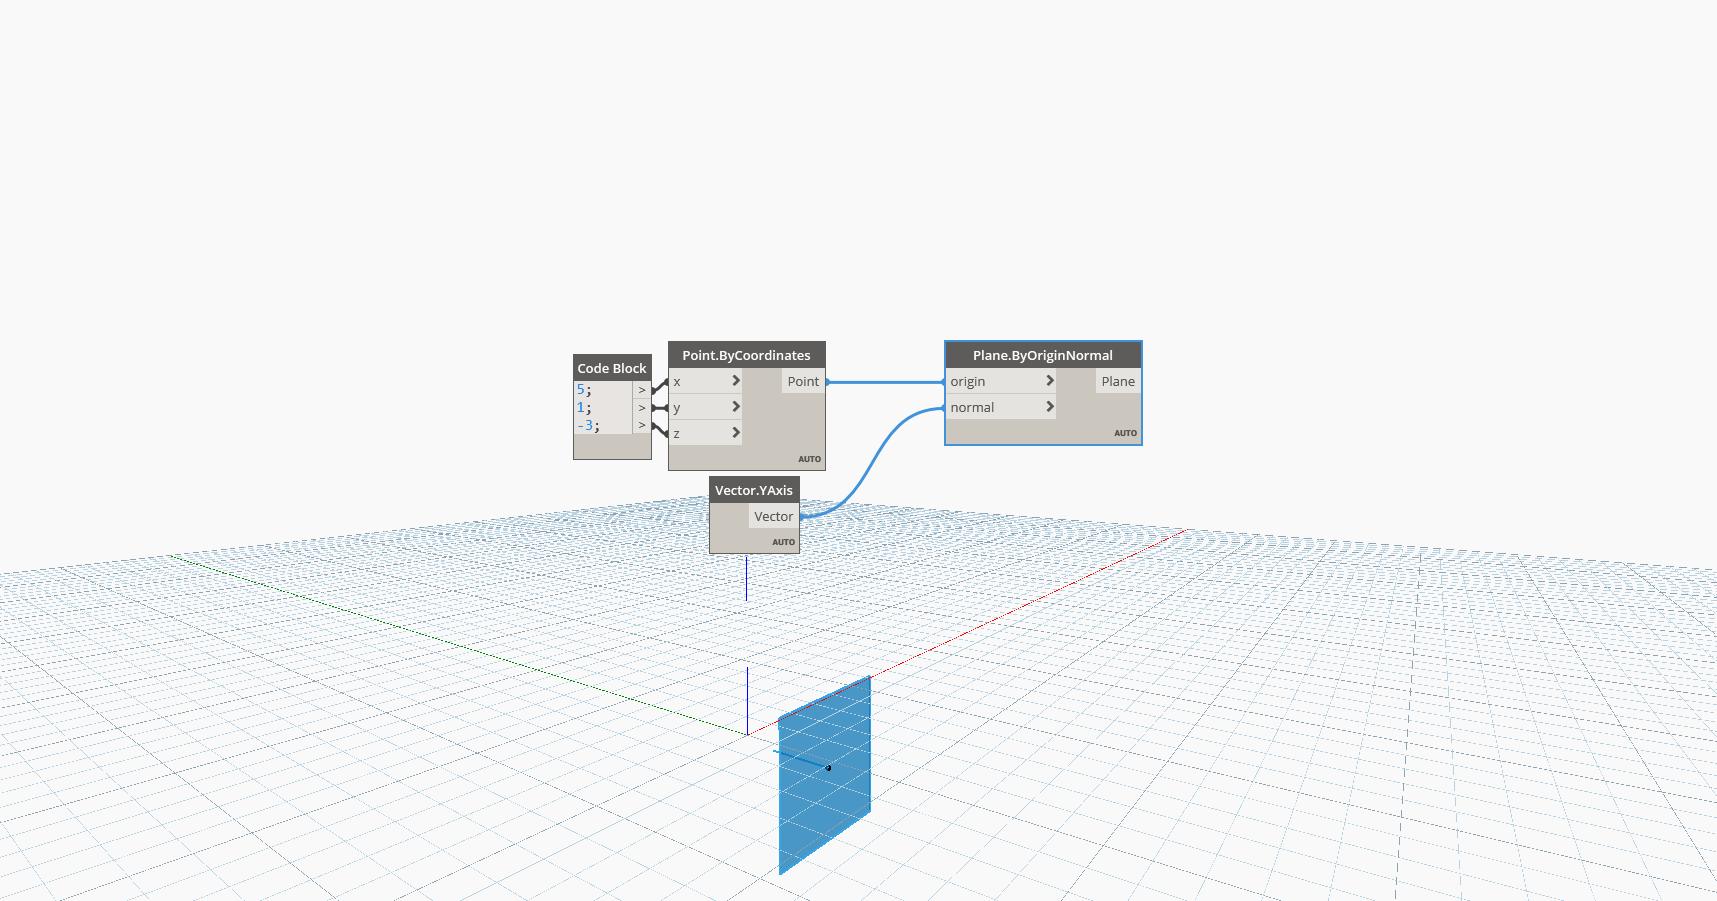 Code Block
5; >
1; >
-3; >
Point.ByCoordinates
x > Point
y >
z >
AUTO
Vector.YAxis
Vector
AUTO
Plane.ByOriginNormal
origin > Plane
normal >
AUTO